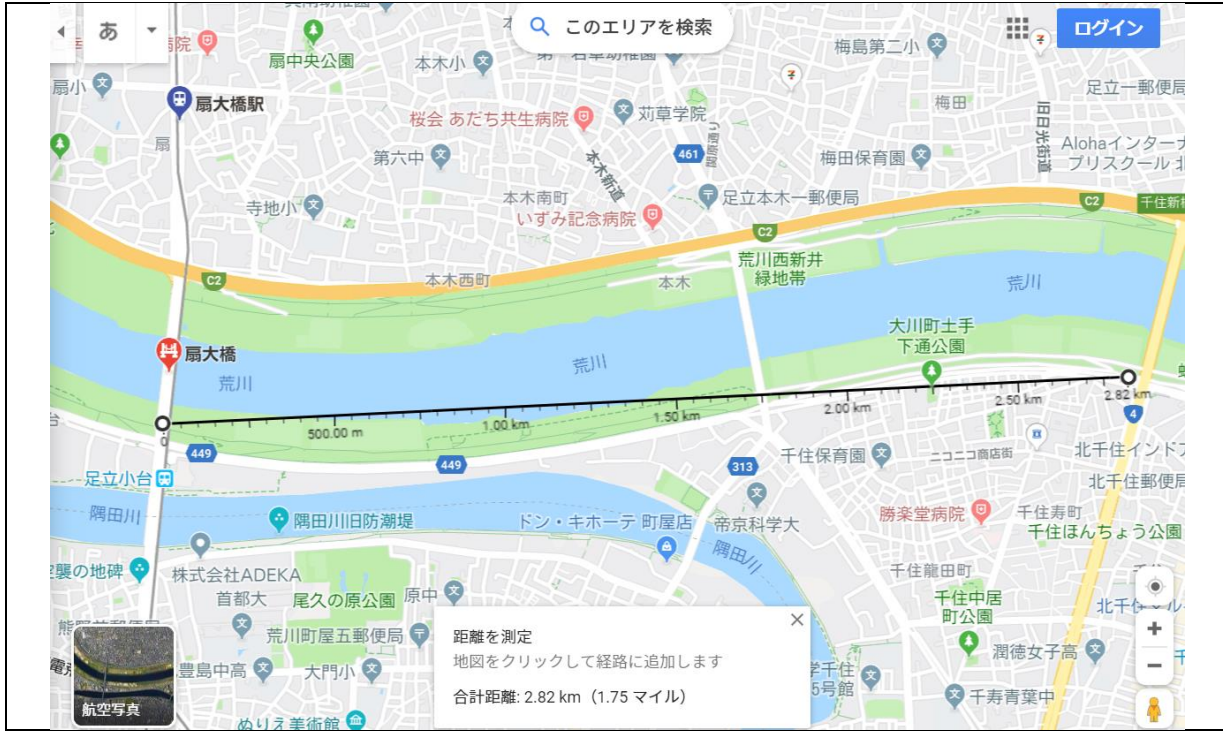 あ
扇中央公園
本木小
このエリアを検索
梅島第二小
ログイン
扇小
扇大橋駅
足立一郵便局
桜会 あだち共生病院
苅草学院
梅田
旧日光街道
扇
第六中
本木新道
461
梅田保育園
Alohaインターナ
プリスクール 北
寺地小
本木南町
足立本木一郵便局
いずみ記念病院
C2
千住新橋
C2
荒川西新井
緑地帯
C2
本木西町
本木
荒川
大川町土手
下通公園
扇大橋
荒川
荒川
0
500.00 m
1.00 km
1.50 km
2.00 km
2.50 km
2.82 km
4
449
449
313
千住保育園
ニコニコ商店街
北千住インドア
足立小台
北千住郵便局
隅田川
隅田川旧防潮堤
ドン・キホーテ 町屋店
帝京科学大
勝楽堂病院
千住寿町
千住ほんちょう公園
隅田川
空襲の地碑
株式会社ADEKA
千住龍田町
首都大
尾久の原公園
原中
千住中居
町公園
荒川町屋五郵便局
距離を測定
地図をクリックして経路に追加します
合計距離: 2.82 km（1.75 マイル）
潤徳女子高
豊島中高
大門小
5号館
千寿青葉中
航空写真
ぬりえ美術館